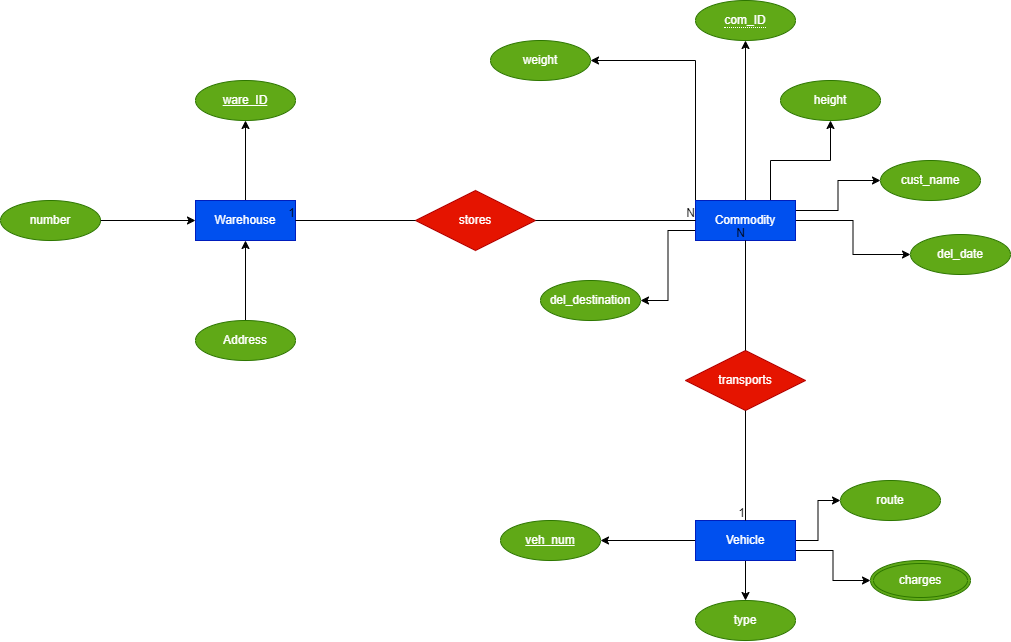 com_ID
weight
ware_ID
height
cust_name
number
Warehouse
1
stores
N
Commodity
N
del_date
del_destination
Address
transports
route
1
veh_num
Vehicle
charges
type